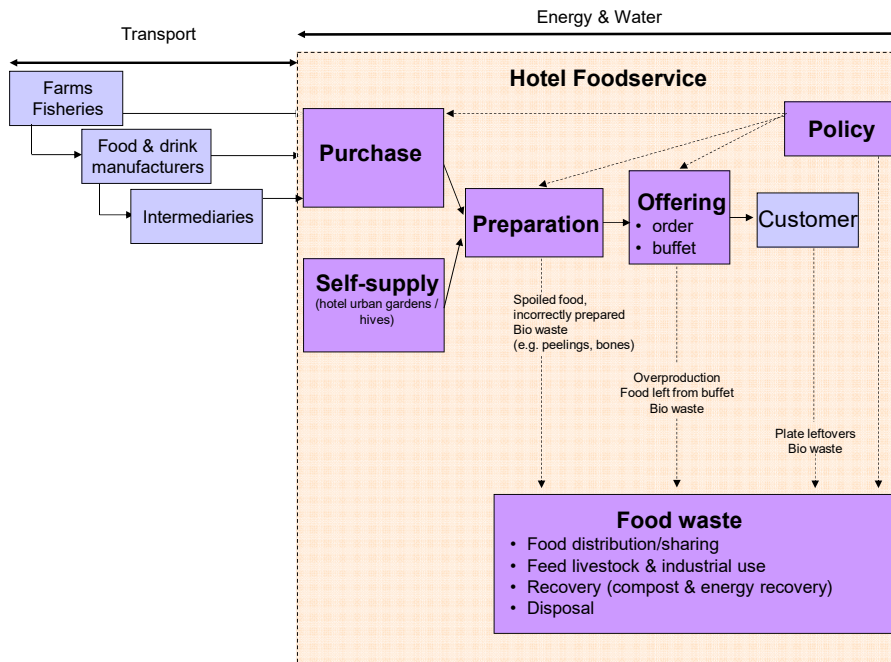 Energy & Water
Transport
Hotel Foodservice
Farms
Fisheries
Food & drink
manufacturers
Intermediaries
Purchase
Self-supply
(hotel urban gardens /
hives)
Preparation
Offering
• order
• buffet
Customer
Policy
Spoiled food,
incorrectly prepared
Bio waste
(e.g. peelings, bones)
Overproduction
Food left from buffet
Bio waste
Plate leftovers
Bio waste
Food waste
• Food distribution/sharing
• Feed livestock & industrial use
• Recovery (compost & energy recovery)
• Disposal